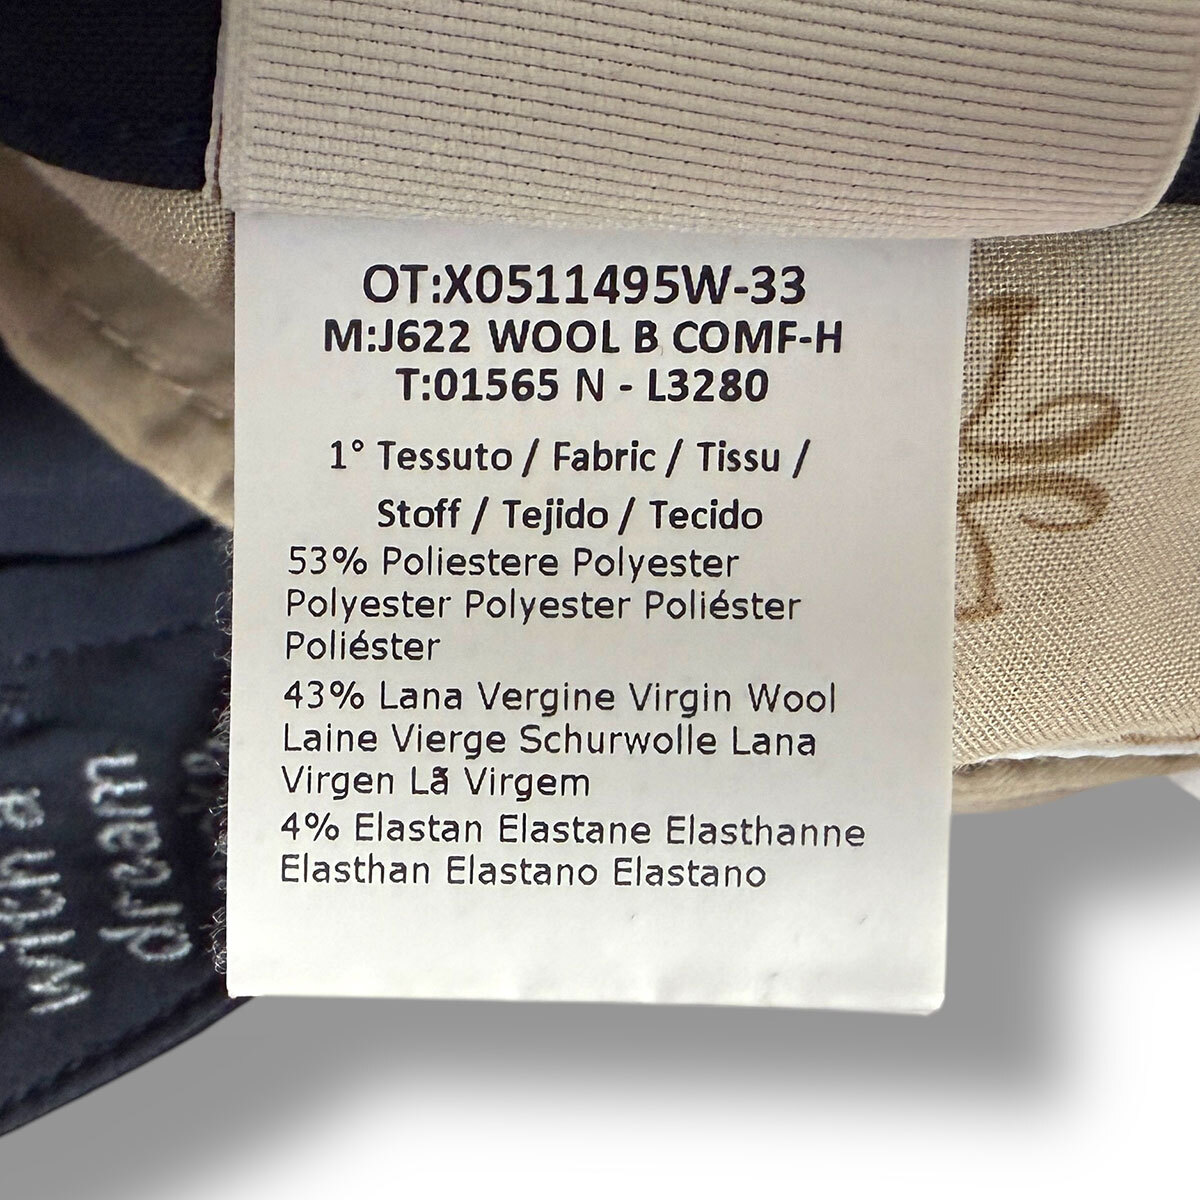 OT:X0511495W-33
M:J622 WOOL B COMF-H
T:01565 N - L3280
1° Tessuto / Fabric / Tissu /
Stoff / Tejido / Tecido
53% Poliestere Polyester
Polyester Polyester Poliéster
Poliéster
43% Lana Vergine Virgin Wool
Laine Vierge Schurwolle Lana
Virgen Lã Virgem
4% Elastan Elastane Elasthanne
Elasthan Elastano Elastano
dream
with a